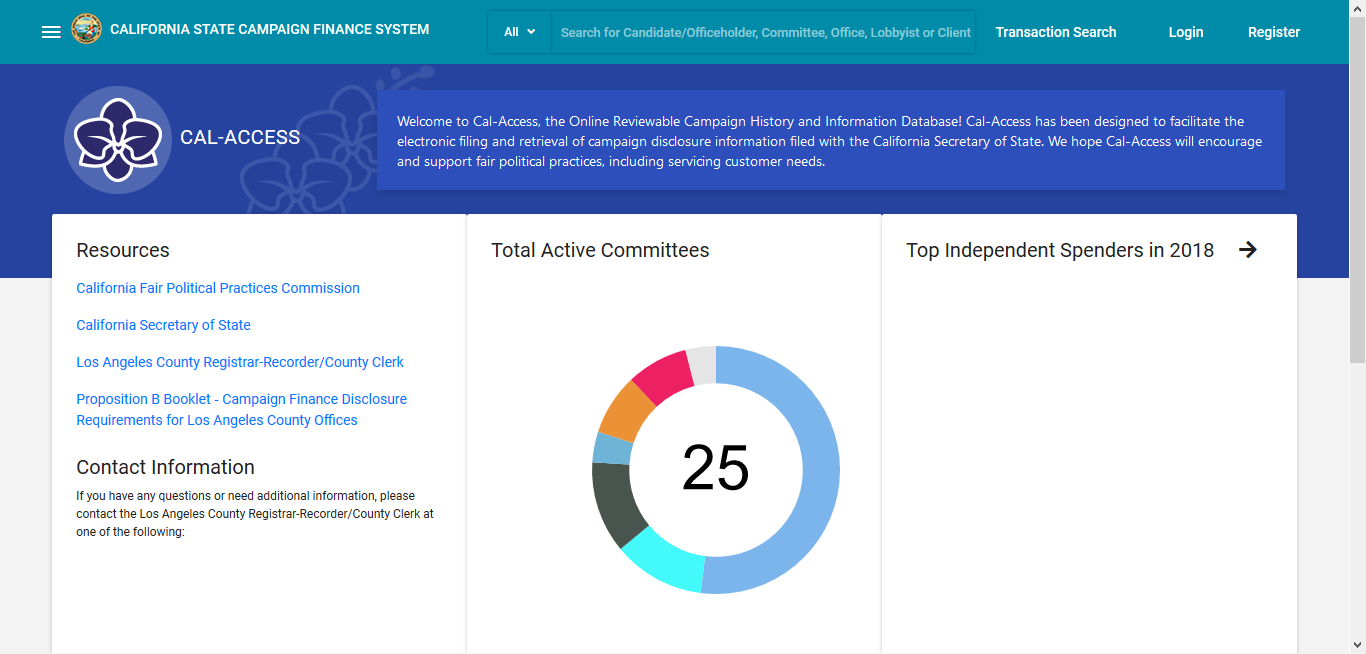 CALIFORNIA STATE CAMPAIGN FINANCE SYSTEM
All
Search for Candidate/Officeholder, Committee, Office, Lobbyist or Client
Transaction Search
Login
Register
CAL-ACCESS
Welcome to Cal-Access, the Online Reviewable Campaign History and Information Database! Cal-Access has been designed to facilitate the
electronic filing and retrieval of campaign disclosure information filed with the California Secretary of State. We hope Cal-Access will encourage
and support fair political practices, including servicing customer needs.
Resources
California Fair Political Practices Commission
California Secretary of State
Los Angeles County Registrar-Recorder/County Clerk
Proposition B Booklet - Campaign Finance Disclosure
Requirements for Los Angeles County Offices
Contact Information
If you have any questions or need additional information, please
contact the Los Angeles County Registrar-Recorder/County Clerk at
one of the following:
Total Active Committees
25
Top Independent Spenders in 2018